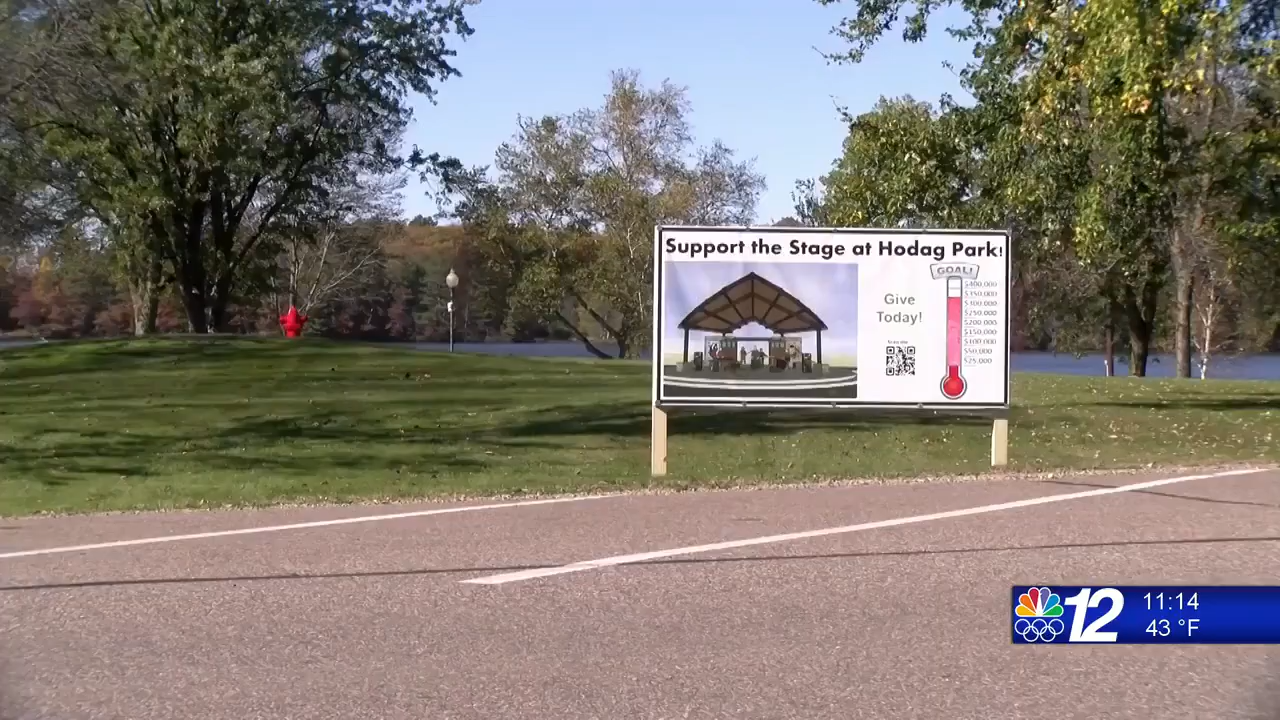 Support the Stage at Hodag Park!
GOAL!
Give
Today!
$400,000
$350,000
$300,000
$250,000
$200,000
$150,000
$100,000
$50,000
$25,000
12
11:14
43 °F